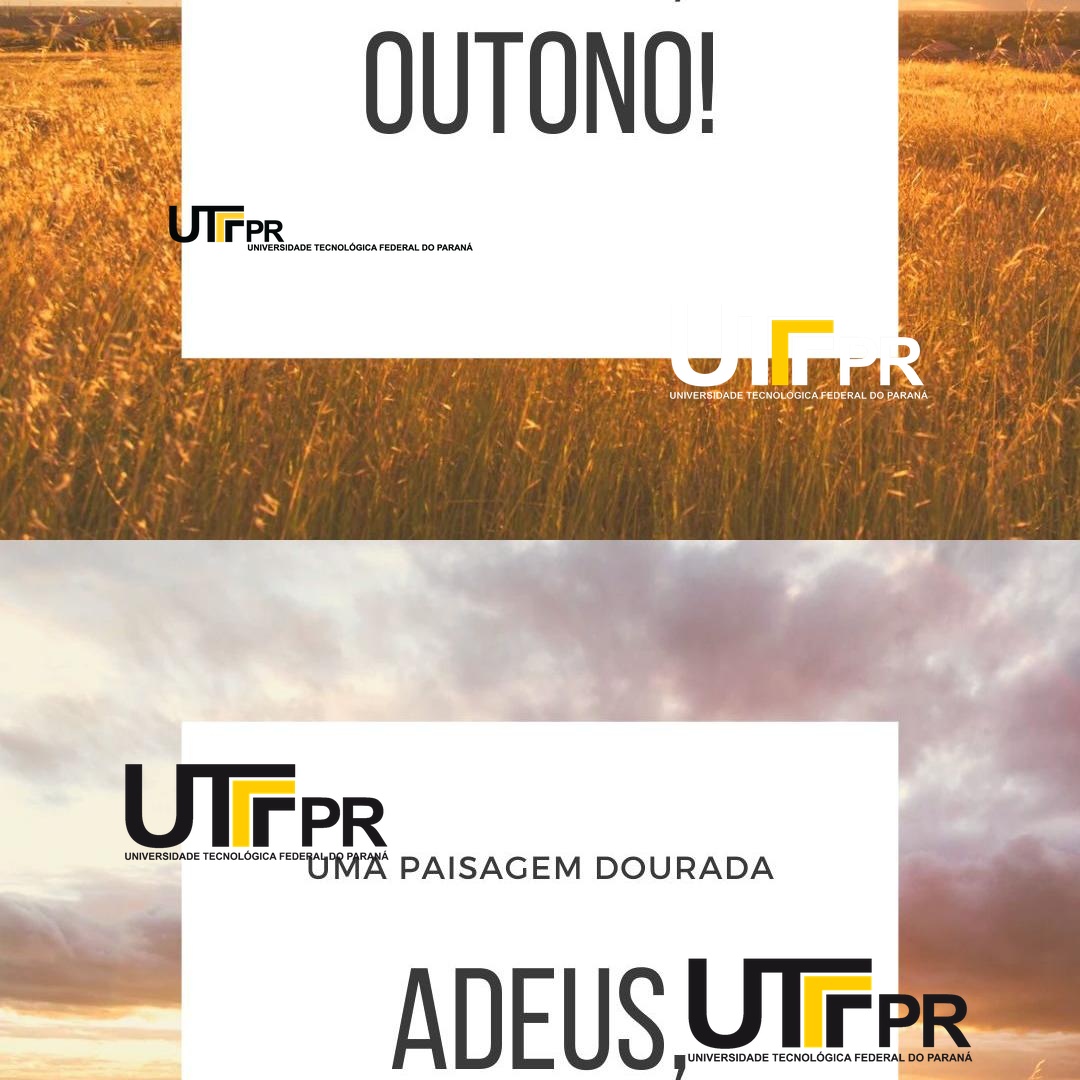 OUTONO!
UTFPR
UNIVERSIDADE TECNOLÓGICA FEDERAL DO PARANÁ
UTFPR
UNIVERSIDADE TECNOLÓGICA FEDERAL DO PARANÁ
UTFPR
UNIVERSIDADE TECNOLÓGICA FEDERAL DO PARANÁ
UMA PAISAGEM DOURADA
ADEUS,
UTFPR
UNIVERSIDADE TECNOLÓGICA FEDERAL DO PARANÁ